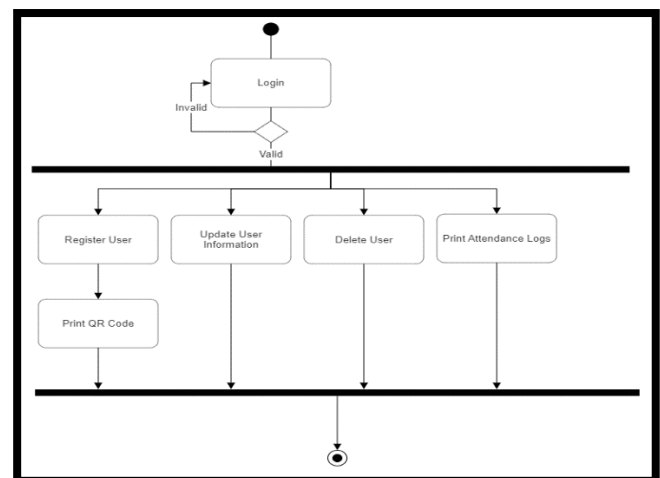 Login
Invalid
Valid
Register User
Update User
Information
Delete User
Print Attendance Logs
Print QR Code